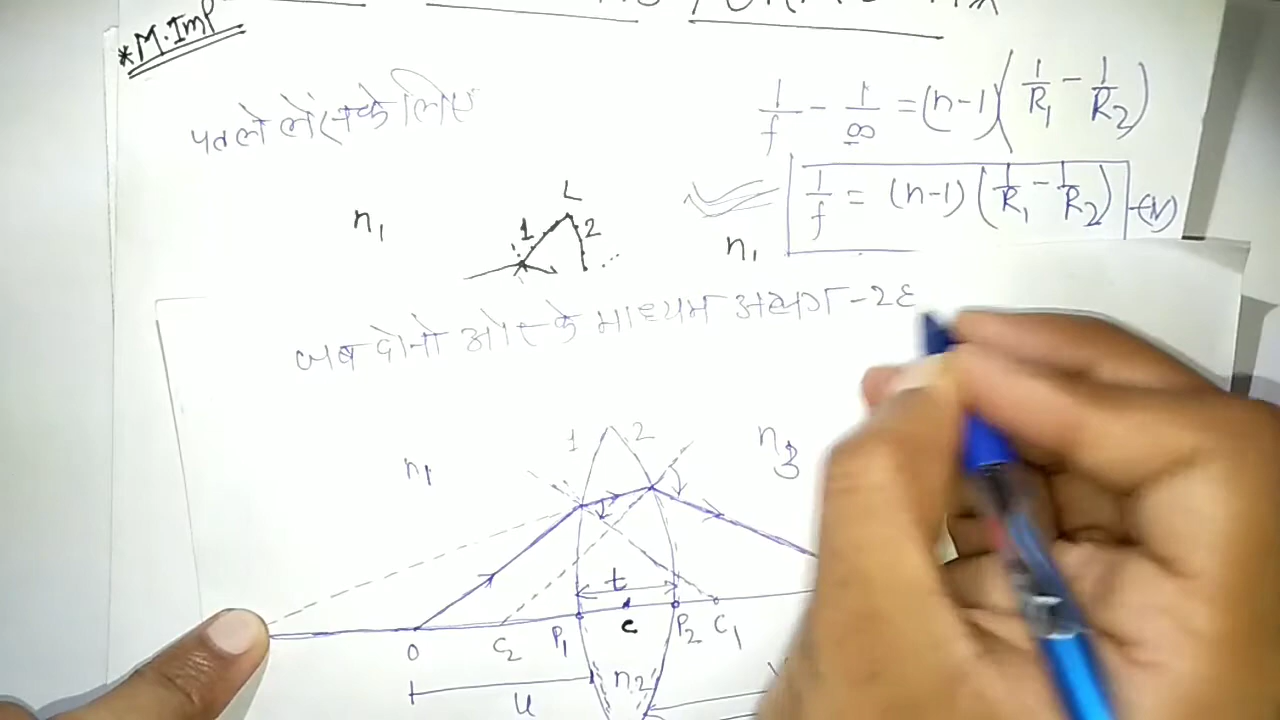 *M.Imp
पतले लेंस के लिए
1/f - 1/∞ = (n-1)(1/R₁ - 1/R₂)
1/f = (n-1)(1/R₁ - 1/R₂) -(iv)
L
1 2
n₁ n₁
जब दोनो ओर के माध्यम अलग-2 ह
1 2
n₁ n₃
t
O C₂ P₁ C P₂ C₁
n₂
u